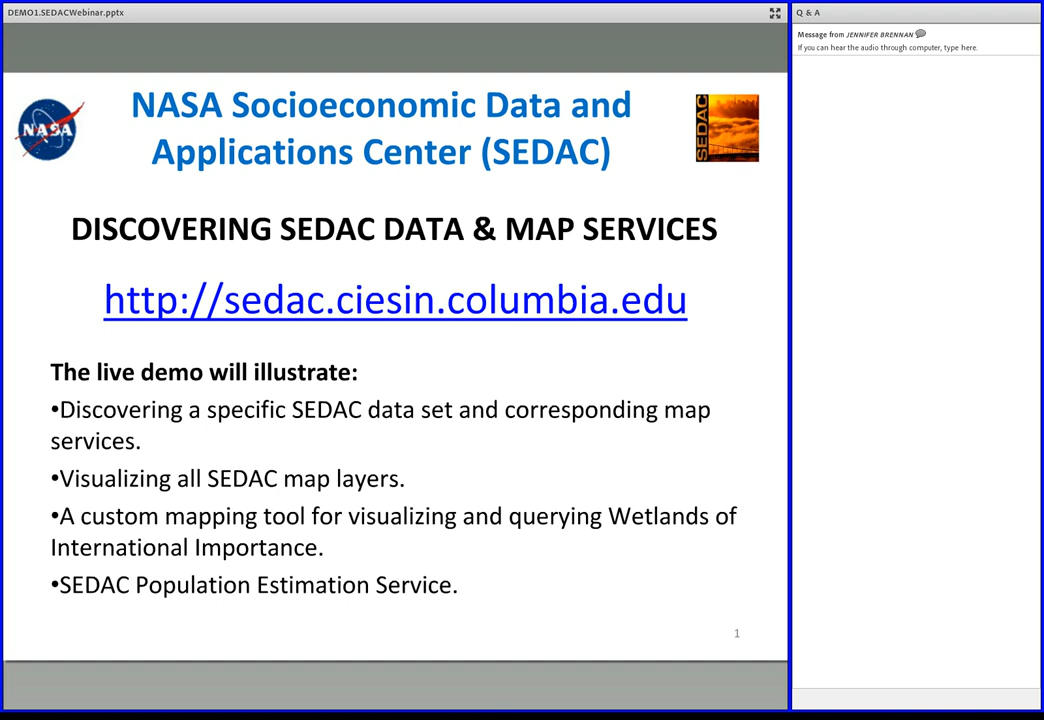 DEMO1.SEDACWebinar.pptx
NASA
NASA Socioeconomic Data and
Applications Center (SEDAC)
SEDAC
DISCOVERING SEDAC DATA & MAP SERVICES
http://sedac.ciesin.columbia.edu
The live demo will illustrate:
•Discovering a specific SEDAC data set and corresponding map
services.
•Visualizing all SEDAC map layers.
•A custom mapping tool for visualizing and querying Wetlands of
International Importance.
•SEDAC Population Estimation Service.
1
Q & A
Message from JENNIFER BRENNAN
If you can hear the audio through computer, type here.